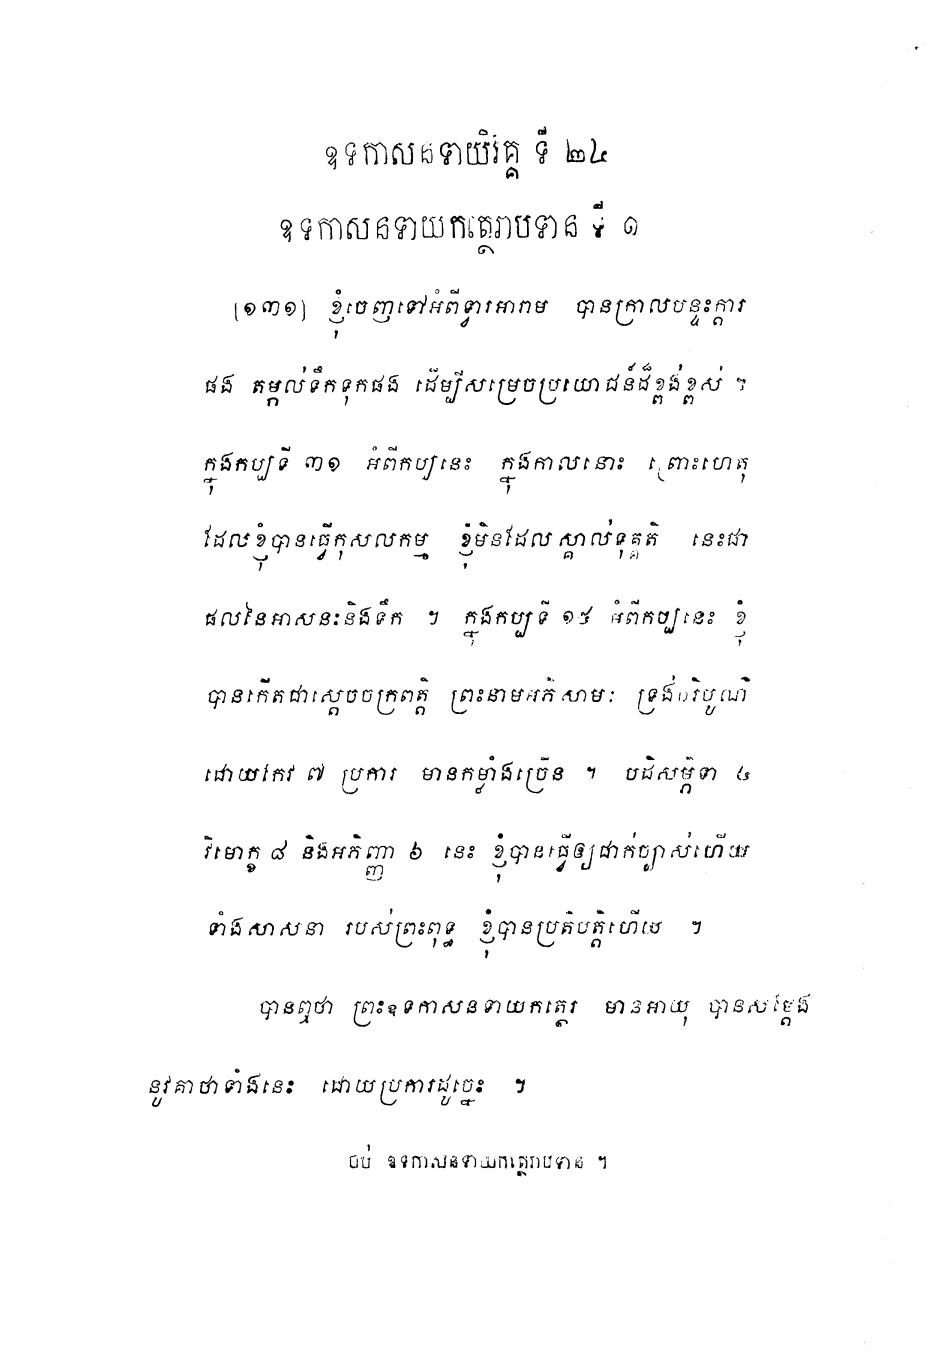 ឧទកាសនទាយិវគ្គ ទី ២៤
ឧទកាសនទាយកត្ថេរាបទាន ទី ១
[១៣១] ខ្ញុំចេញទៅអំពីទ្វារអារាម បានក្រាលបន្ទះក្តារ
ផង តម្កល់ទឹកទុកផង ដើម្បីសម្រេចប្រយោជន៍ដ៏ខ្ពង់ខ្ពស់ ។
ក្នុងកប្បទី ៣១ អំពីកប្បនេះ ក្នុងកាលនោះ ព្រោះហេតុ
ដែលខ្ញុំបានធ្វើកុសលកម្ម ខ្ញុំមិនដែលស្គាល់ទុគ្គតិ នេះជា
ផលនៃអាសនះនិងទឹក ។ ក្នុងកប្បទី ១៥ អំពីកប្បនេះ ខ្ញុំ
បានកើតជាស្តេចចក្រពត្តិ ព្រះនាមអភិសាមៈ ទ្រង់បរិបូណ៌
ដោយកែវ ៧ ប្រការ មានកម្លាំងច្រើន ។ បដិសម្ភិទា ៤
វិមោក្ខ ៨ និងអភិញ្ញា ៦ នេះ ខ្ញុំបានធ្វើឲ្យជាក់ច្បាស់ហើយ
ទាំងសាសនា របស់ព្រះពុទ្ធ ខ្ញុំបានប្រតិបត្តិហើយ ។
បានឮថា ព្រះឧទកាសនទាយកត្ថេរ មានអាយុ បានសម្តែង
នូវគាថាទាំងនេះ ដោយប្រការដូច្នេះ ។
ចប់ ឧទកាសនទាយកត្ថេរាបទាន ។